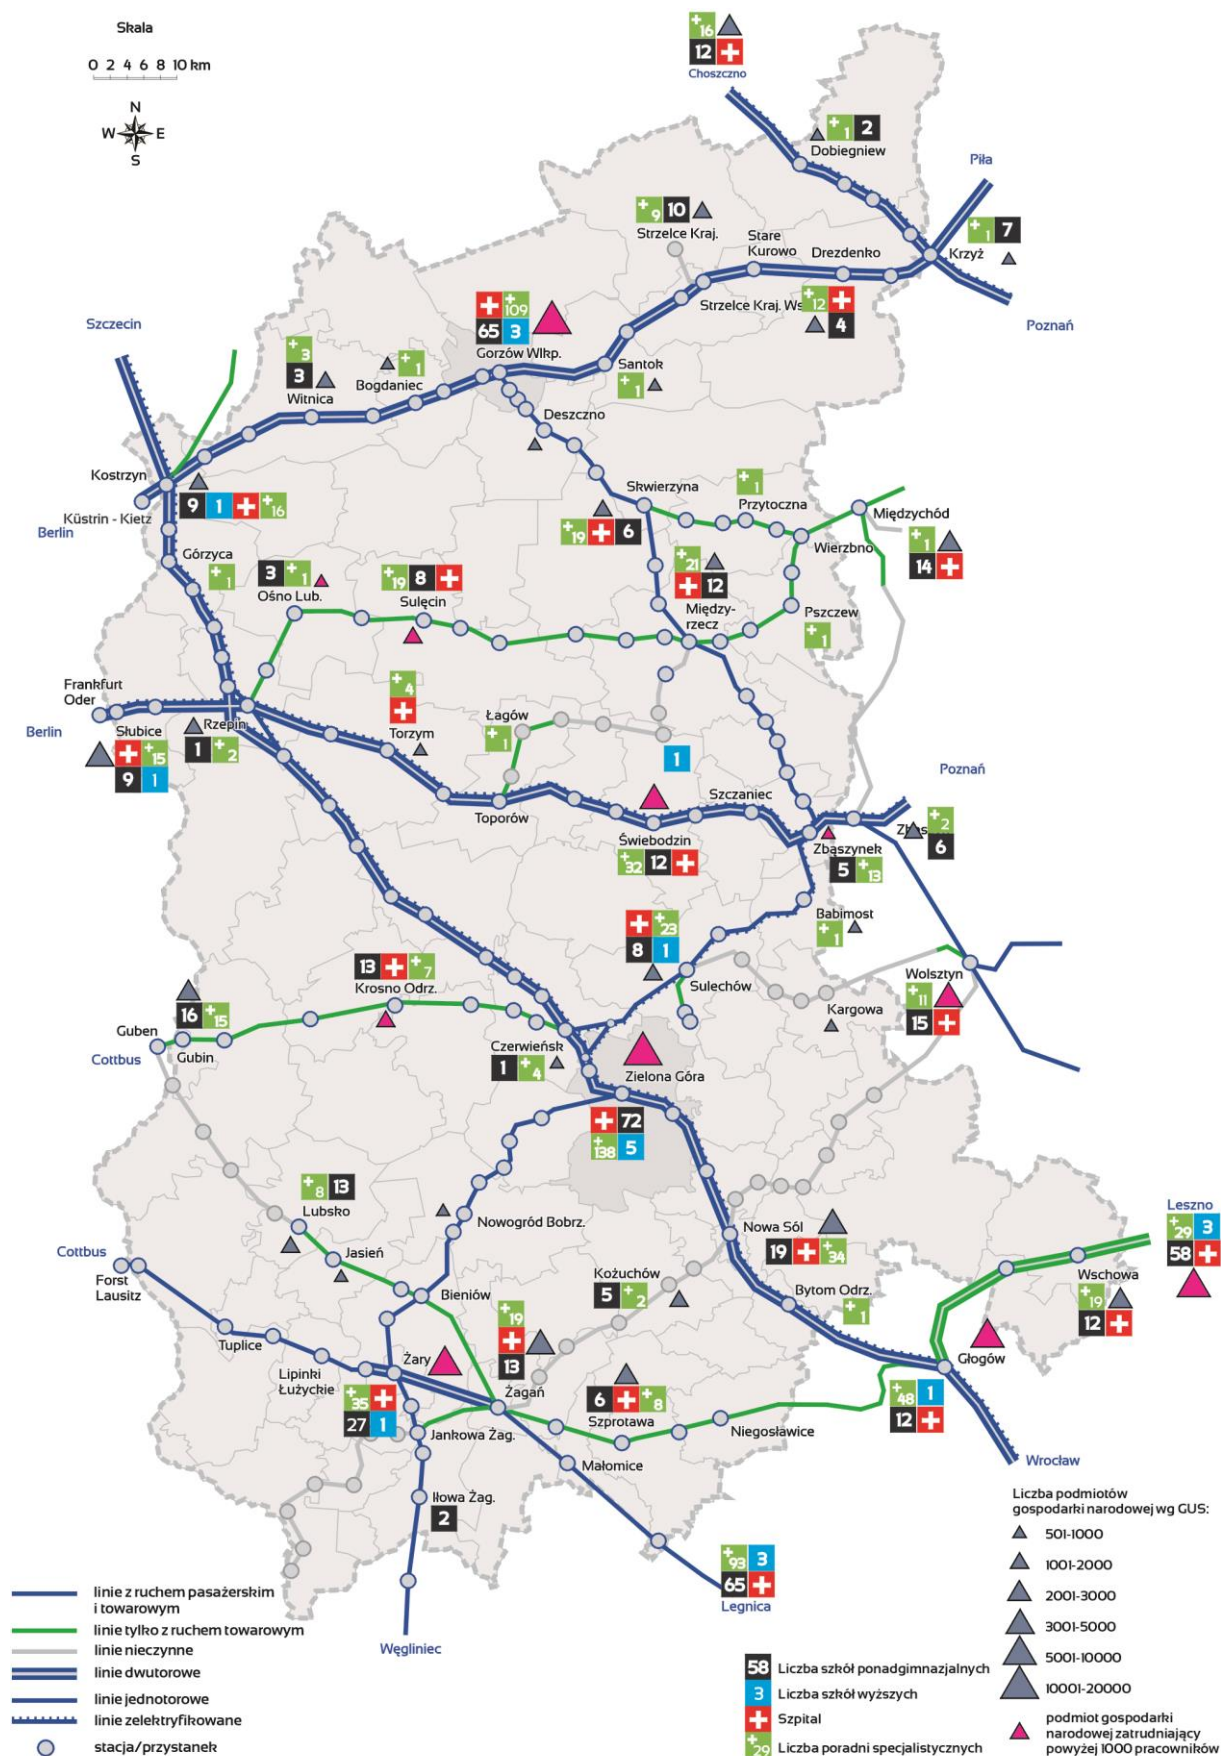 Skala
0 2 4 6 8 10 km
N
W E
S
16
12
Choszczno
1 2
Dobiegniew
Piła
9 10
Strzelce Kraj.
Stare
Kurowo
Drezdenko
1 7
Krzyż
Strzelce Kraj. Ws
12
4
Poznań
109
65 3
Gorzów Wlkp.
Szczecin
3
3
Witnica
1
Bogdaniec
Santok
1
Deszczno
Kostrzyn
9 1 16
Küstrin - Kietz
Berlin
Skwierzyna
19 6
1
Przytoczna
Międzychód
Wierzbno
1
14
Górzyca
1
3 1
Ośno Lub.
19 8
Sulęcin
21
12
Między-
rzecz
Pszczew
1
Frankfurt
Oder
4
Torzym
Łagów
1
Berlin
Słubice
15
9 1
Rzepin
1 2
1
Poznań
Toporów
Szczaniec
Świebodzin
32 12
Zbąszynek
5 13
2
6
23
8 1
Babimost
1
13 7
Krosno Odrz.
Sulechów
Wolsztyn
11
15
Kargowa
16 15
Guben
Gubin
Cottbus
Czerwieńsk
1 4
Zielona Góra
72
138 5
8 13
Lubsko
Nowogród Bobrz.
Nowa Sól
19 34
Leszno
29 3
58
Cottbus
Forst
Lausitz
Jasień
Kożuchów
5 2
Bytom Odrz.
1
Wschowa
19
12
Bieniów
Tuplice
19
13
Żagań
Głogów
Lipinki
Łużyckie
Żary
35
27 1
6 8
Szprotawa
48 1
12
Niegosławice
Jankowa Żag.
Małomice
Wrocław
Iłowa Żag.
2
93 3
65
Legnica
Węgliniec
linie z ruchem pasażerskim
i towarowym
linie tylko z ruchem towarowym
linie nieczynne
linie dwutorowe
linie jednotorowe
linie zelektryfikowane
stacja/przystanek
58 Liczba szkół ponadgimnazjalnych
3 Liczba szkół wyższych
Szpital
29 Liczba poradni specjalistycznych
Liczba podmiotów
gospodarki narodowej wg GUS:
501-1000
1001-2000
2001-3000
3001-5000
5001-10000
10001-20000
podmiot gospodarki
narodowej zatrudniający
powyżej 1000 pracowników